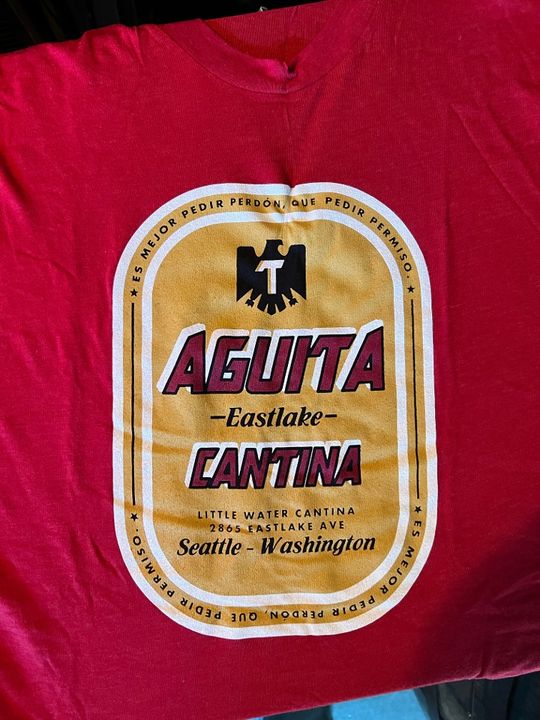 ES MEJOR PEDIR PERDÓN, QUE PEDIR PERMISO.
T
AGUITA
-Eastlake-
CANTINA
LITTLE WATER CANTINA
2865 EASTLAKE AVE
Seattle - Washington
ES MEJOR PEDIR PERDÓN, QUE PEDIR PERMISO.